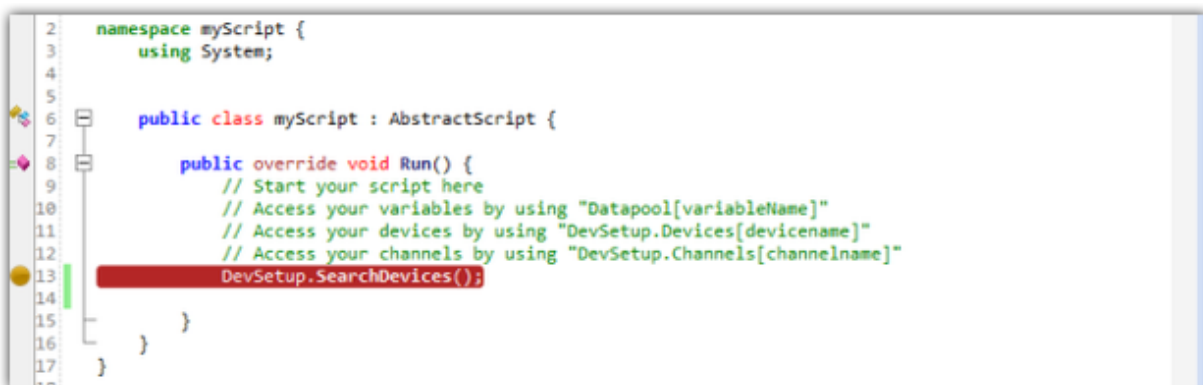 2 namespace myScript {
3 using System;
4
5
6 public class myScript : AbstractScript {
7
8 public override void Run() {
9 // Start your script here
10 // Access your variables by using "Datapool[variableName]"
11 // Access your devices by using "DevSetup.Devices[devicename]"
12 // Access your channels by using "DevSetup.Channels[channelname]"
13 DevSetup.SearchDevices();
14
15 }
16 }
17 }